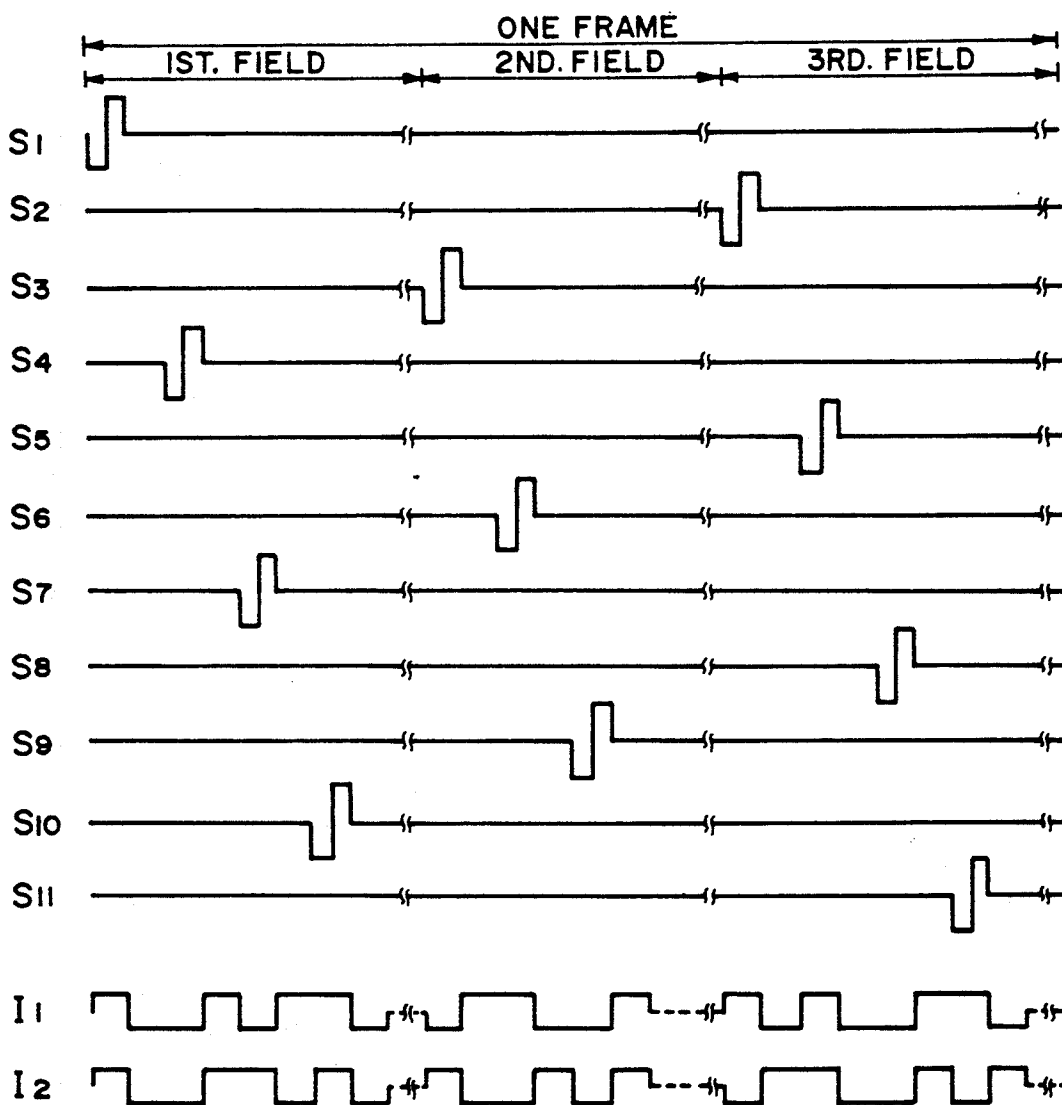 ONE FRAME
1ST. FIELD 2ND. FIELD 3RD. FIELD
S1
S2
S3
S4
S5
S6
S7
S8
S9
S10
S11
I1
I2